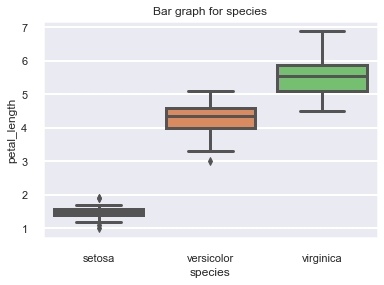 Bar graph for species
petal_length
7
6
5
4
3
2
1
setosa versicolor virginica
species